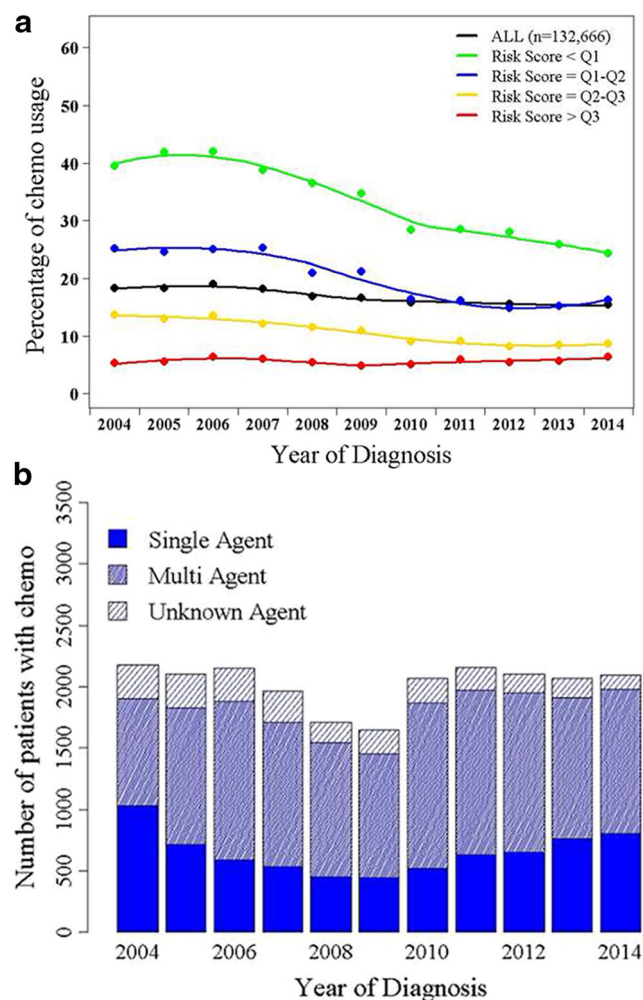 a
Percentage of chemo usage
60
50
40
30
20
10
0
ALL (n=132,666)
Risk Score < Q1
Risk Score = Q1-Q2
Risk Score = Q2-Q3
Risk Score > Q3
2004 2005 2006 2007 2008 2009 2010 2011 2012 2013 2014
Year of Diagnosis
b
Number of patients with chemo
3500
3000
2500
2000
1500
1000
500
0
Single Agent
Multi Agent
Unknown Agent
2004 2006 2008 2010 2012 2014
Year of Diagnosis